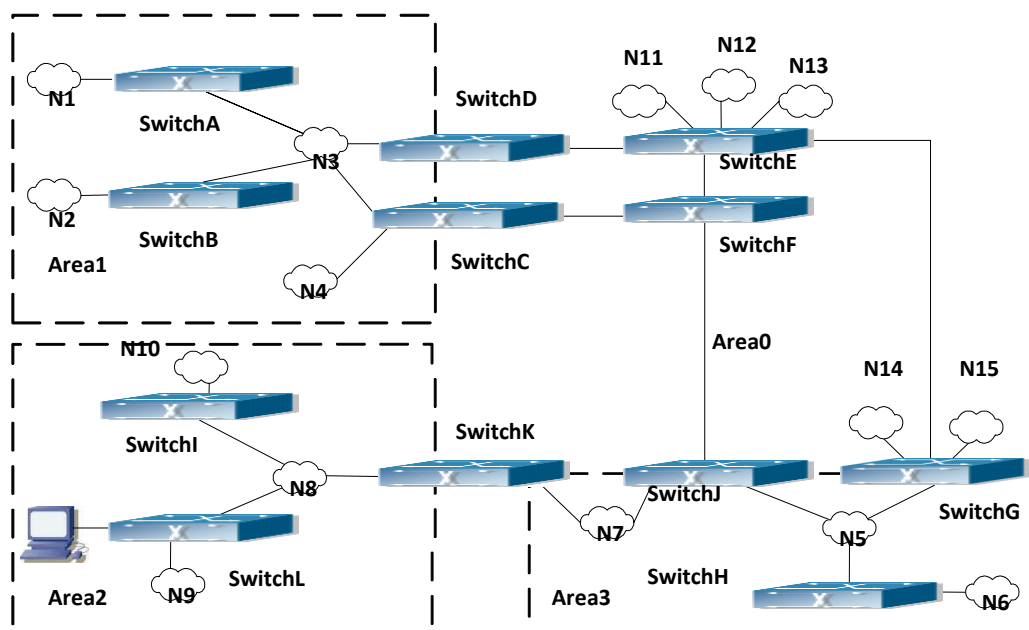 N11
N12
N13
N1
SwitchA
SwitchD
N3
SwitchE
N2
SwitchB
SwitchC
SwitchF
Area1
N4
Area0
N10
N14
N15
SwitchI
SwitchK
N8
SwitchJ
SwitchG
N7
N5
SwitchL
SwitchH
Area2
N9
Area3
N6